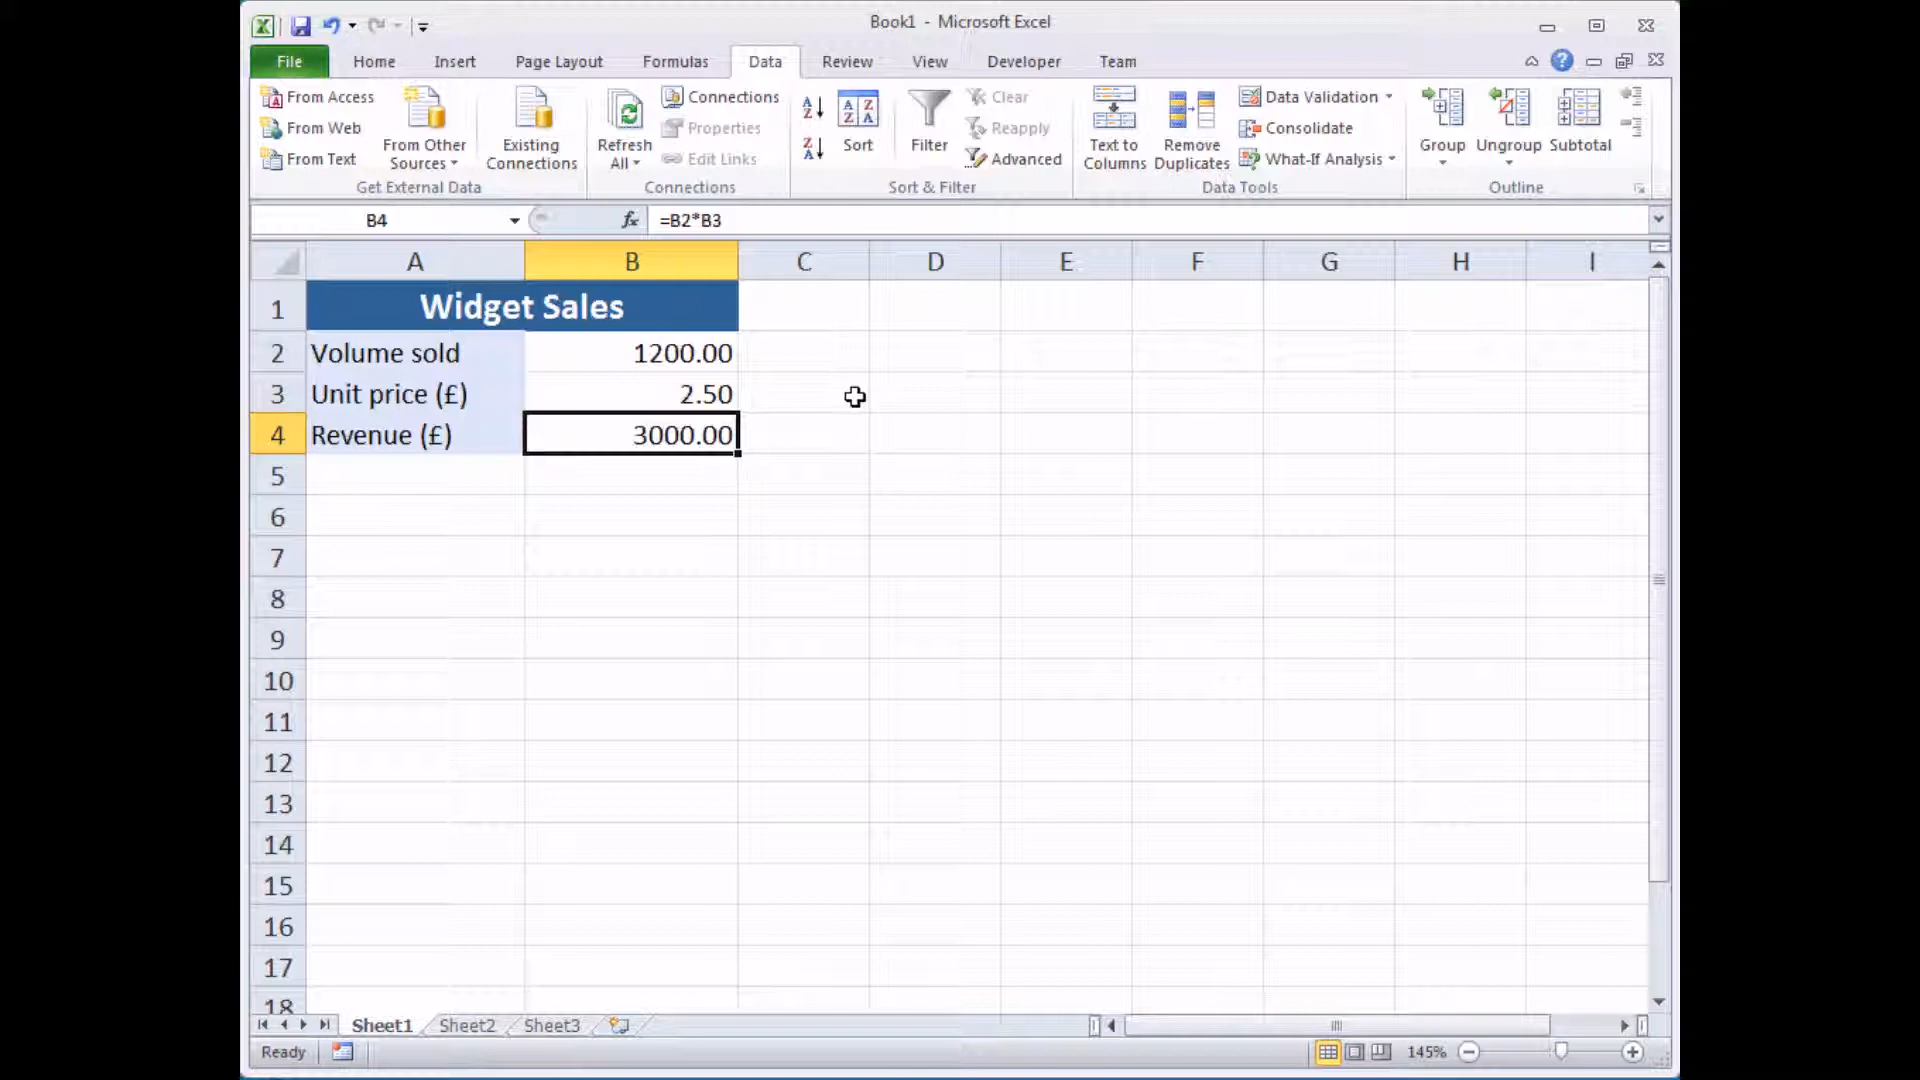 Book1 - Microsoft Excel
File Home Insert Page Layout Formulas Data Review View Developer Team
From Access
From Web
From Text
From Other Sources
Existing Connections
Get External Data
Refresh All
Connections
Properties
Edit Links
Connections
Sort
Filter
Clear
Reapply
Advanced
Sort & Filter
Text to Columns
Remove Duplicates
Data Validation
Consolidate
What-If Analysis
Data Tools
Group
Ungroup
Subtotal
Outline
B4 fx =B2*B3
A B C D E F G H I
1 Widget Sales
2 Volume sold 1200.00
3 Unit price (£) 2.50
4 Revenue (£) 3000.00
5
6
7
8
9
10
11
12
13
14
15
16
17
18
Sheet1 Sheet2 Sheet3
Ready 145%